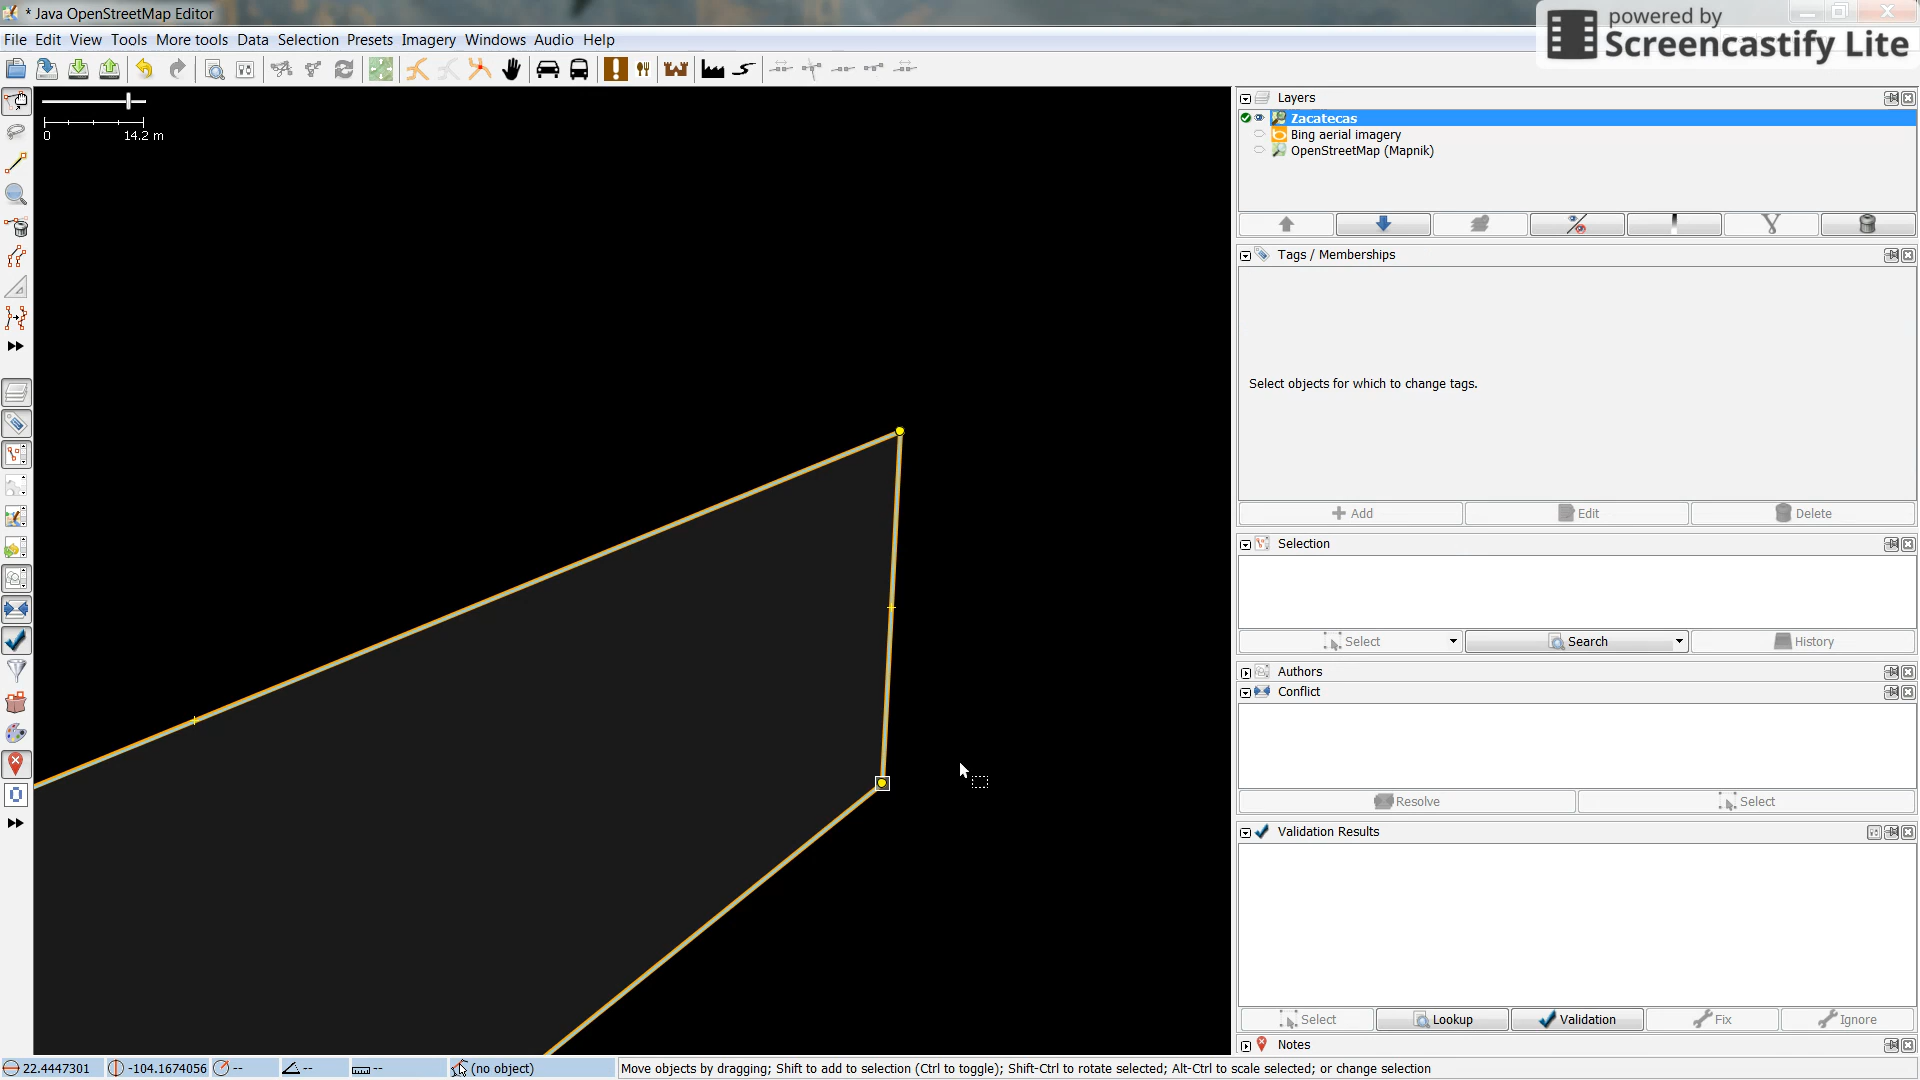 * Java OpenStreetMap Editor
powered by
Screencastify Lite
File Edit View Tools More tools Data Selection Presets Imagery Windows Audio Help
0 14.2 m
Layers
Zacatecas
Bing aerial imagery
OpenStreetMap (Mapnik)
Tags / Memberships
Select objects for which to change tags.
Add Edit Delete
Selection
Select Search History
Authors
Conflict
Resolve Select
Validation Results
Select Lookup Validation Fix Ignore
Notes
22.4447301 -104.1674056 -- -- -- (no object) Move objects by dragging; Shift to add to selection (Ctrl to toggle); Shift-Ctrl to rotate selected; Alt-Ctrl to scale selected; or change selection